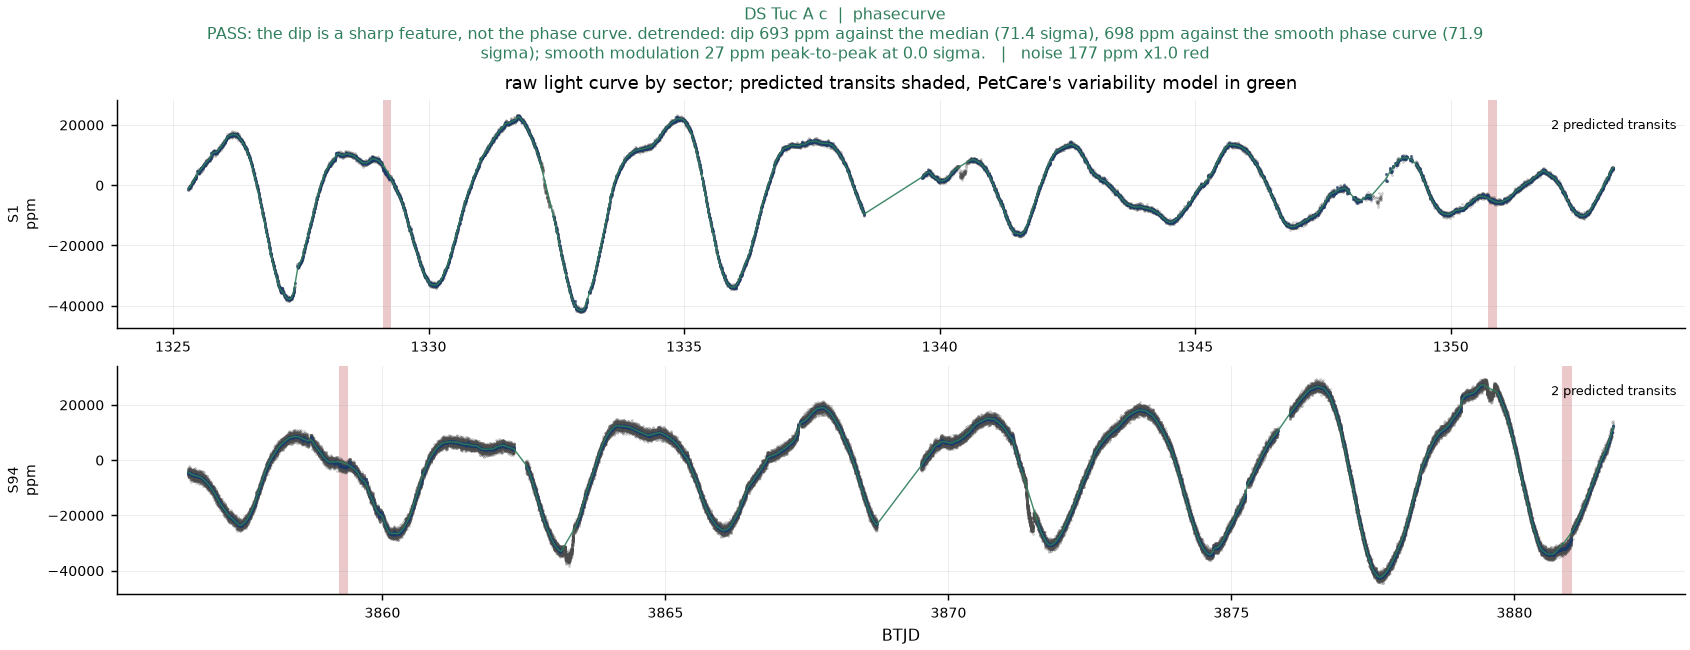 DS Tuc A c | phasecurve
PASS: the dip is a sharp feature, not the phase curve. detrended: dip 693 ppm against the median (71.4 sigma), 698 ppm against the smooth phase curve (71.9
sigma); smooth modulation 27 ppm peak-to-peak at 0.0 sigma. | noise 177 ppm x1.0 red
raw light curve by sector; predicted transits shaded, PetCare's variability model in green
2 predicted transits
20000
0
−20000
−40000
S1
ppm
1325
1330
1335
1340
1345
1350
2 predicted transits
20000
0
−20000
−40000
S94
ppm
3860
3865
3870
3875
3880
BTJD